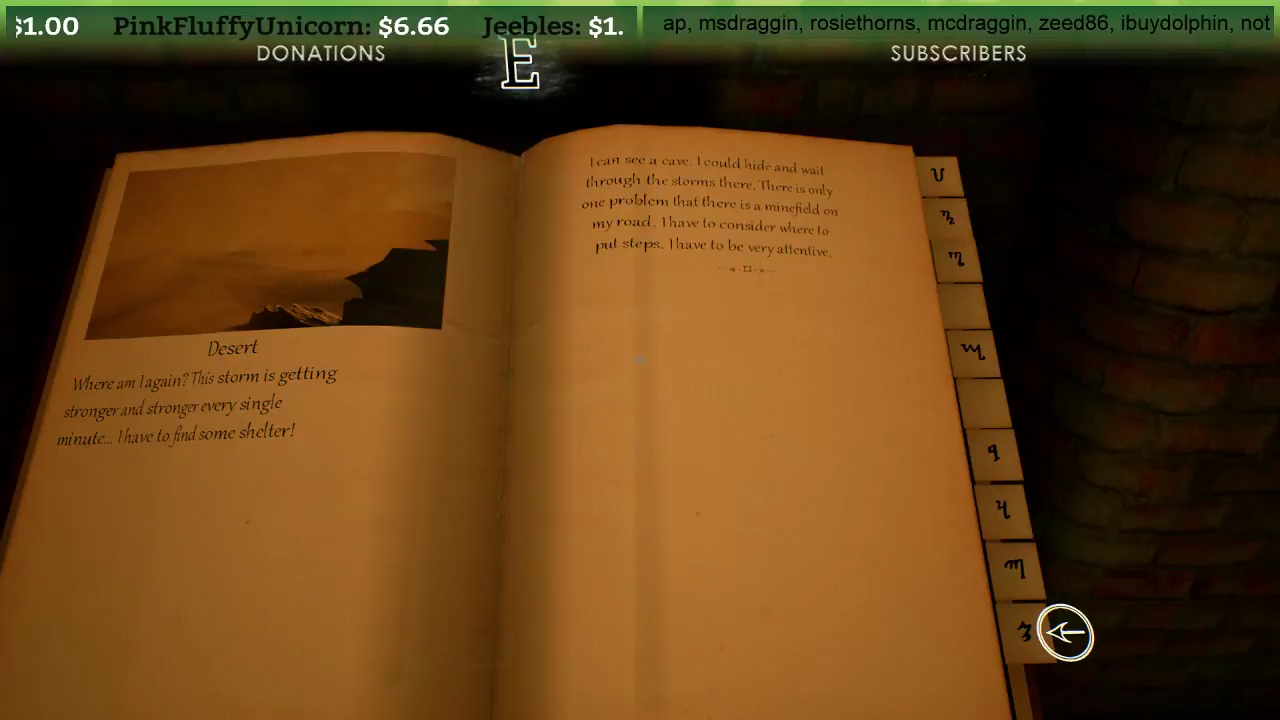 $1.00 PinkFluffyUnicorn: $6.66 Jeebles: $1.
ap, msdraggin, rosiethorns, mcdraggin, zeed86, ibuydolphin, not
DONATIONS
SUBSCRIBERS
E
Desert
Where am I again? This storm is getting
stronger and stronger every single
minute... I have to find some shelter!
I can see a cave. I could hide and wait
through the storms there. There is only
one problem that there is a minefield on
my road. I have to consider where to
put steps. I have to be very attentive.